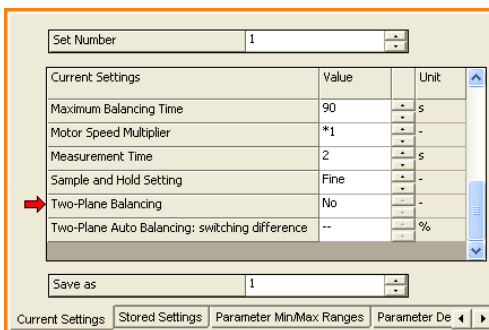 Set Number 1
Current Settings Value Unit
Maximum Balancing Time 90 s
Motor Speed Multiplier *1 -
Measurement Time 2 s
Sample and Hold Setting Fine -
Two-Plane Balancing No -
Two-Plane Auto Balancing: switching difference -- %
Save as 1
Current Settings Stored Settings Parameter Min/Max Ranges Parameter De